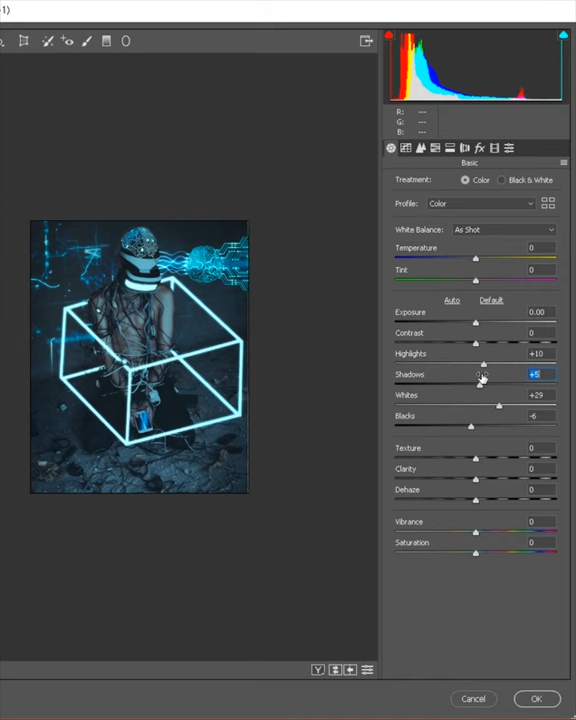 1)
R: ---
G: ---
B: ---
fx
Basic
Treatment: Color Black & White
Profile: Color
White Balance: As Shot
Temperature 0
Tint 0
Auto Default
Exposure 0.00
Contrast 0
Highlights +10
Shadows +5
Whites +29
Blacks -6
Texture 0
Clarity 0
Dehaze 0
Vibrance 0
Saturation 0
Y
Cancel OK